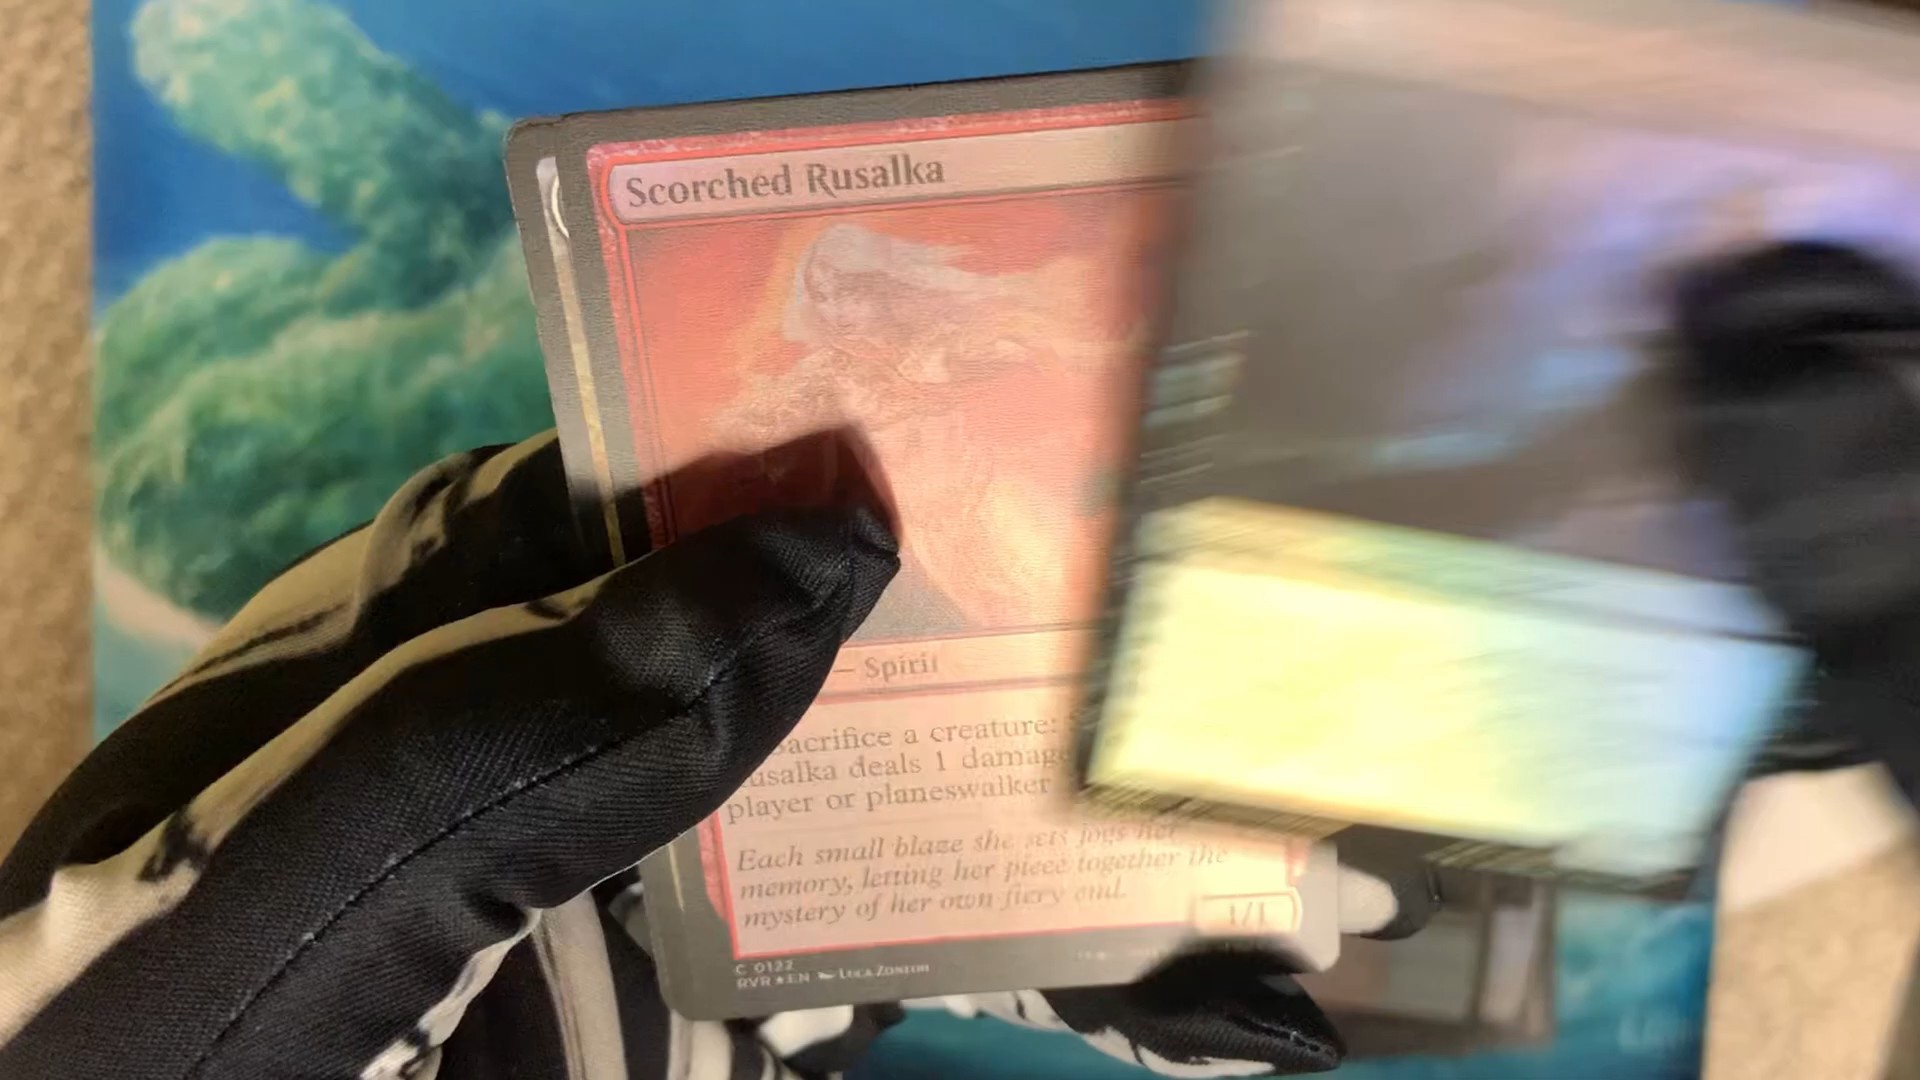 Scorched Rusalka
— Spirit
Sacrifice a creature:
Rusalka deals 1 damage
player or planeswalker
Each small blaze she sets jogs her
memory, letting her piece together the
mystery of her own fiery end.
1/1
C 0122
RVR★EN Luca Zontini